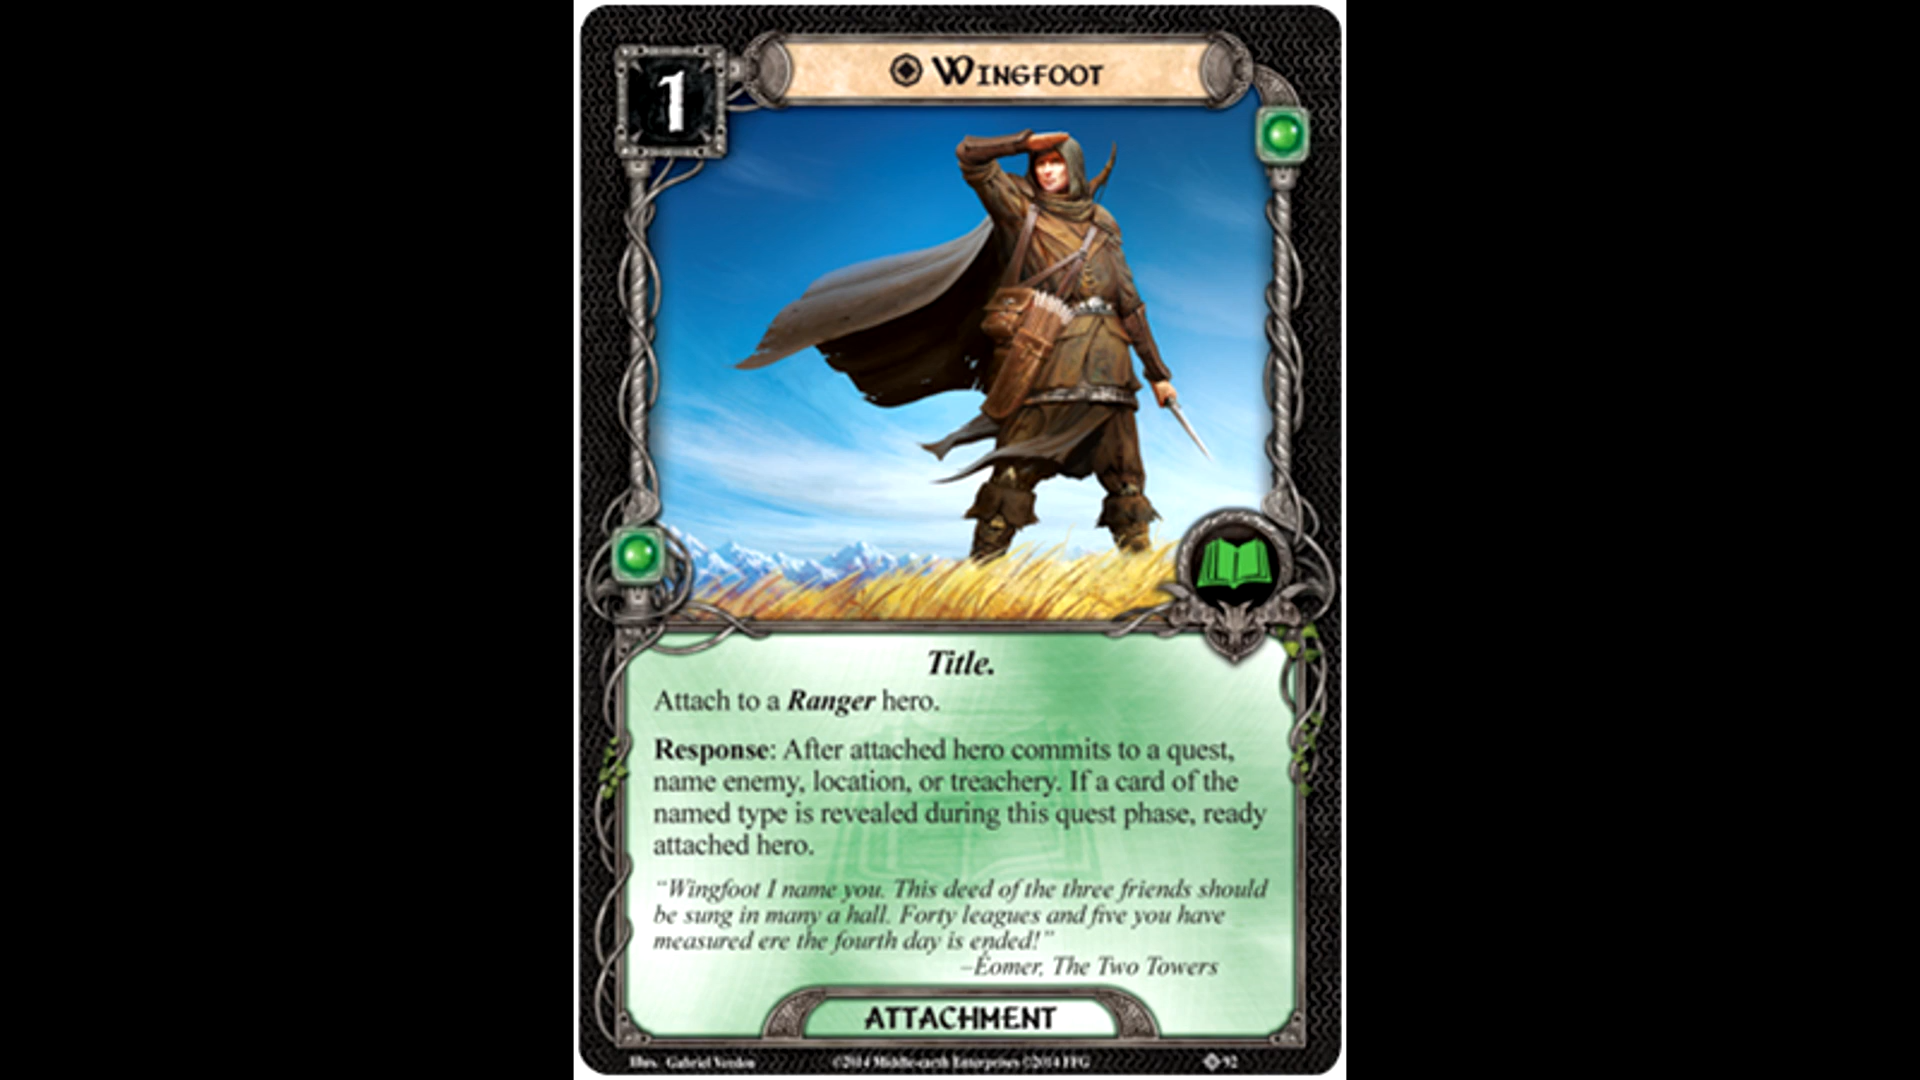 1
WINGFOOT
Title.
Attach to a Ranger hero.
Response: After attached hero commits to a quest,
name enemy, location, or treachery. If a card of the
named type is revealed during this quest phase, ready
attached hero.
“Wingfoot I name you. This deed of the three friends should
be sung in many a hall. Forty leagues and five you have
measured ere the fourth day is ended!”
–Éomer, The Two Towers
ATTACHMENT
Illus. Gabriel Verdon ©2014 Middle-earth Enterprises ©2014 FFG 92